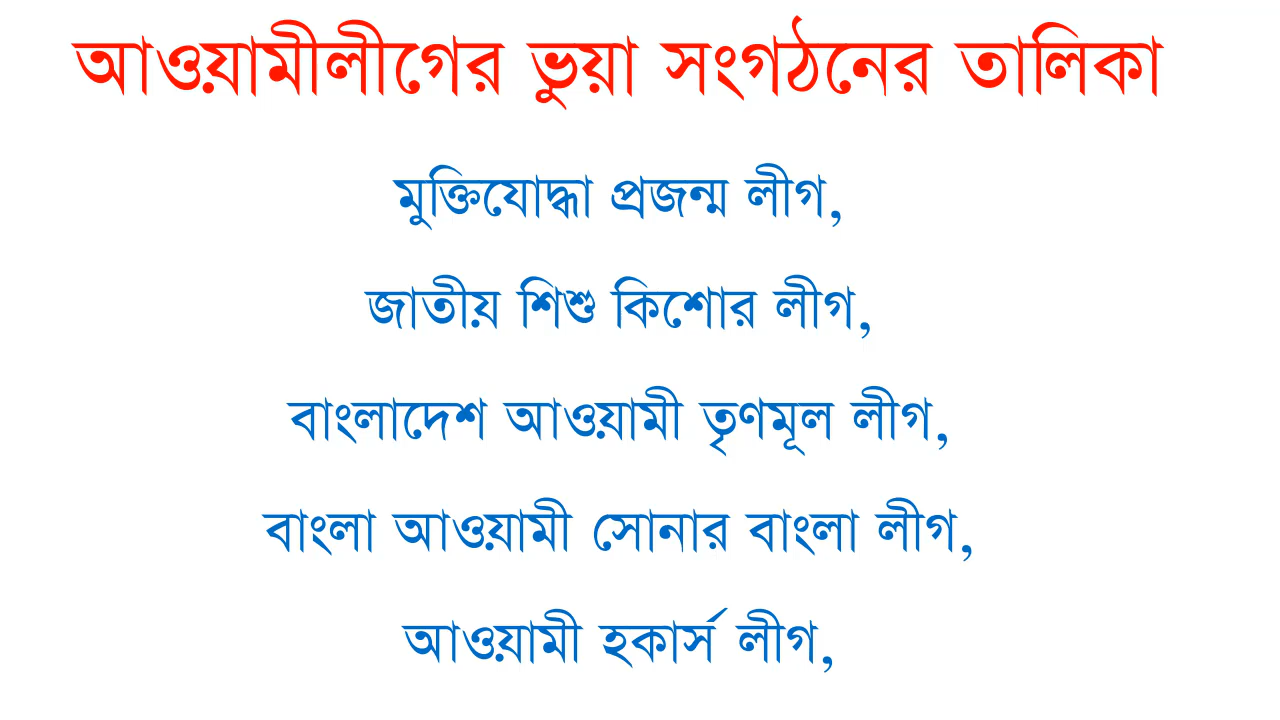 আওয়ামীলীগের ভুয়া সংগঠনের তালিকা
মুক্তিযোদ্ধা প্রজন্ম লীগ,
জাতীয় শিশু কিশোর লীগ,
বাংলাদেশ আওয়ামী তৃণমূল লীগ,
বাংলা আওয়ামী সোনার বাংলা লীগ,
আওয়ামী হকার্স লীগ,